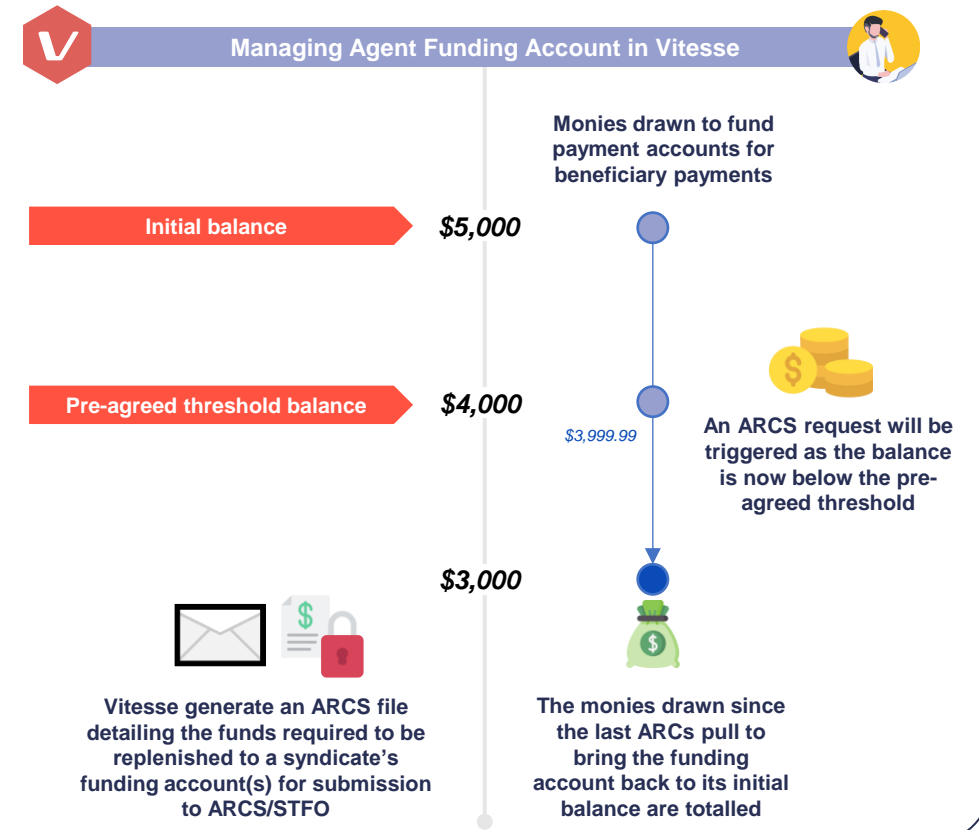 Managing Agent Funding Account in Vitesse
Monies drawn to fund
payment accounts for
beneficiary payments
Initial balance
$5,000
Pre-agreed threshold balance
$4,000
$3,999.99
$
An ARCS request will be
triggered as the balance
is now below the pre-
agreed threshold
$3,000
$
$
Vitesse generate an ARCS file
detailing the funds required to be
replenished to a syndicate's
funding account(s) for submission
to ARCS/STFO
The monies drawn since
the last ARCs pull to
bring the funding
account back to its initial
balance are totalled